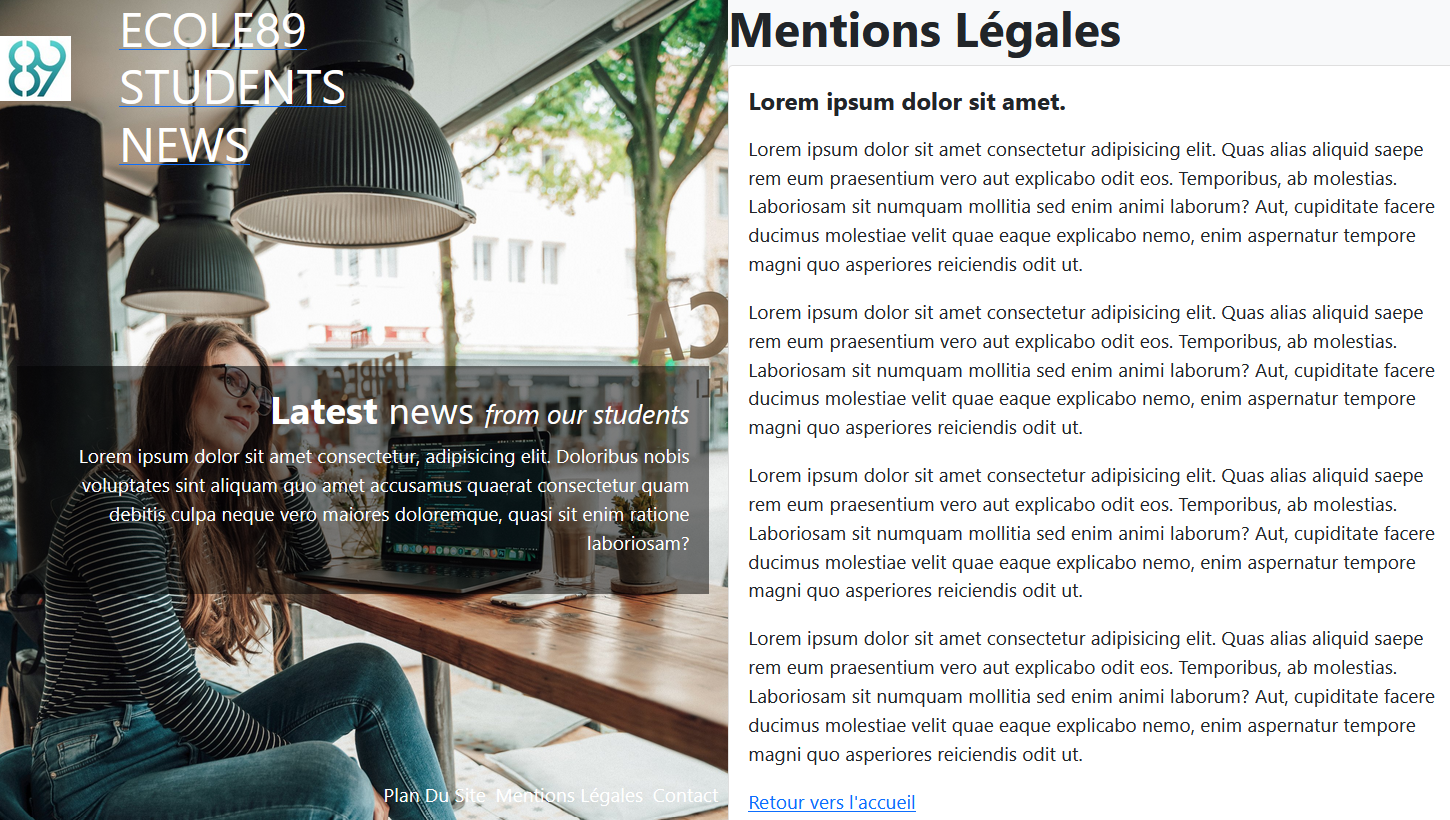 89
ECOLE89
STUDENTS
NEWS
CA
TRIBECA
Latest news from our students
Lorem ipsum dolor sit amet consectetur, adipisicing elit. Doloribus nobis
voluptates sint aliquam quo amet accusamus quaerat consectetur quam
debitis culpa neque vero maiores doloremque, quasi sit enim ratione
laboriosam?
Plan Du Site Mentions Légales Contact
Mentions Légales
Lorem ipsum dolor sit amet.
Lorem ipsum dolor sit amet consectetur adipisicing elit. Quas alias aliquid saepe
rem eum praesentium vero aut explicabo odit eos. Temporibus, ab molestias.
Laboriosam sit numquam mollitia sed enim animi laborum? Aut, cupiditate facere
ducimus molestiae velit quae eaque explicabo nemo, enim aspernatur tempore
magni quo asperiores reiciendis odit ut.
Lorem ipsum dolor sit amet consectetur adipisicing elit. Quas alias aliquid saepe
rem eum praesentium vero aut explicabo odit eos. Temporibus, ab molestias.
Laboriosam sit numquam mollitia sed enim animi laborum? Aut, cupiditate facere
ducimus molestiae velit quae eaque explicabo nemo, enim aspernatur tempore
magni quo asperiores reiciendis odit ut.
Lorem ipsum dolor sit amet consectetur adipisicing elit. Quas alias aliquid saepe
rem eum praesentium vero aut explicabo odit eos. Temporibus, ab molestias.
Laboriosam sit numquam mollitia sed enim animi laborum? Aut, cupiditate facere
ducimus molestiae velit quae eaque explicabo nemo, enim aspernatur tempore
magni quo asperiores reiciendis odit ut.
Lorem ipsum dolor sit amet consectetur adipisicing elit. Quas alias aliquid saepe
rem eum praesentium vero aut explicabo odit eos. Temporibus, ab molestias.
Laboriosam sit numquam mollitia sed enim animi laborum? Aut, cupiditate facere
ducimus molestiae velit quae eaque explicabo nemo, enim aspernatur tempore
magni quo asperiores reiciendis odit ut.
Retour vers l'accueil